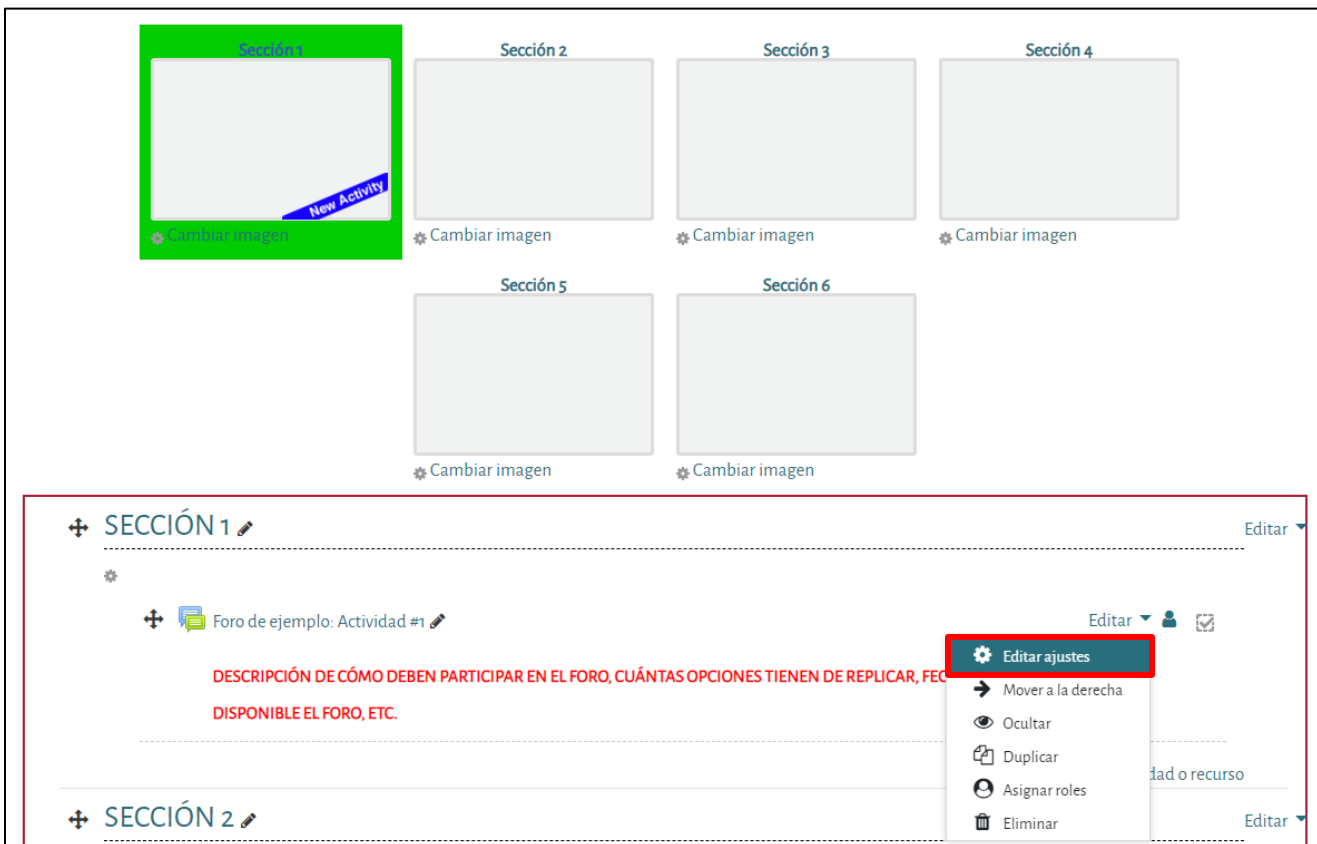 Sección 1 Sección 2 Sección 3 Sección 4
New Activity
Cambiar imagen Cambiar imagen Cambiar imagen Cambiar imagen
Sección 5 Sección 6
Cambiar imagen Cambiar imagen
SECCIÓN 1 Editar
Foro de ejemplo: Actividad #1 Editar
Editar ajustes
DESCRIPCIÓN DE CÓMO DEBEN PARTICIPAR EN EL FORO, CUÁNTAS OPCIONES TIENEN DE REPLICAR,
Mover a la derecha
DISPONIBLE EL FORO, ETC.
Ocultar
Duplicar
o recurso
Asignar roles
Eliminar
SECCIÓN 2 Editar